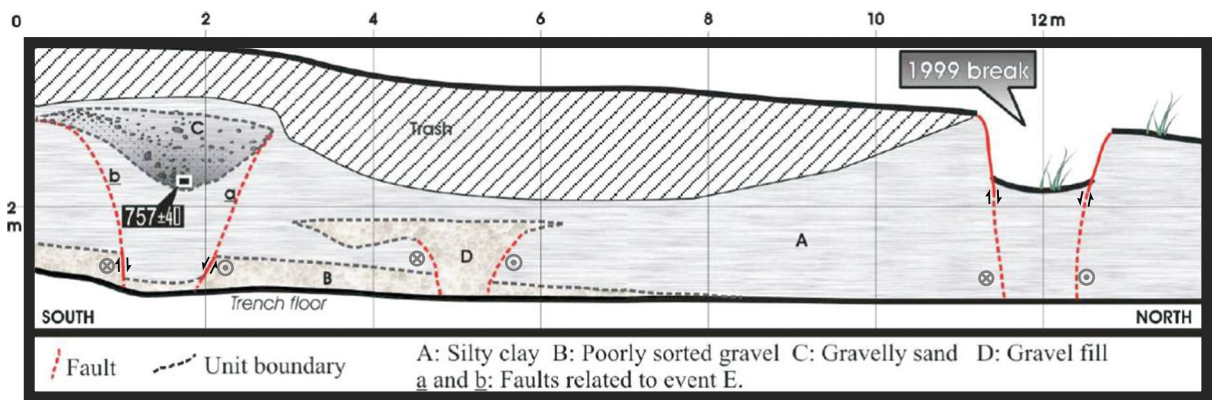 0 2 4 6 8 10 12 m
1999 break
C
Trash
b
a
757±40
2
m
A
D
B
Trench floor
SOUTH NORTH
Fault Unit boundary
A: Silty clay B: Poorly sorted gravel C: Gravelly sand D: Gravel fill
a and b: Faults related to event E.